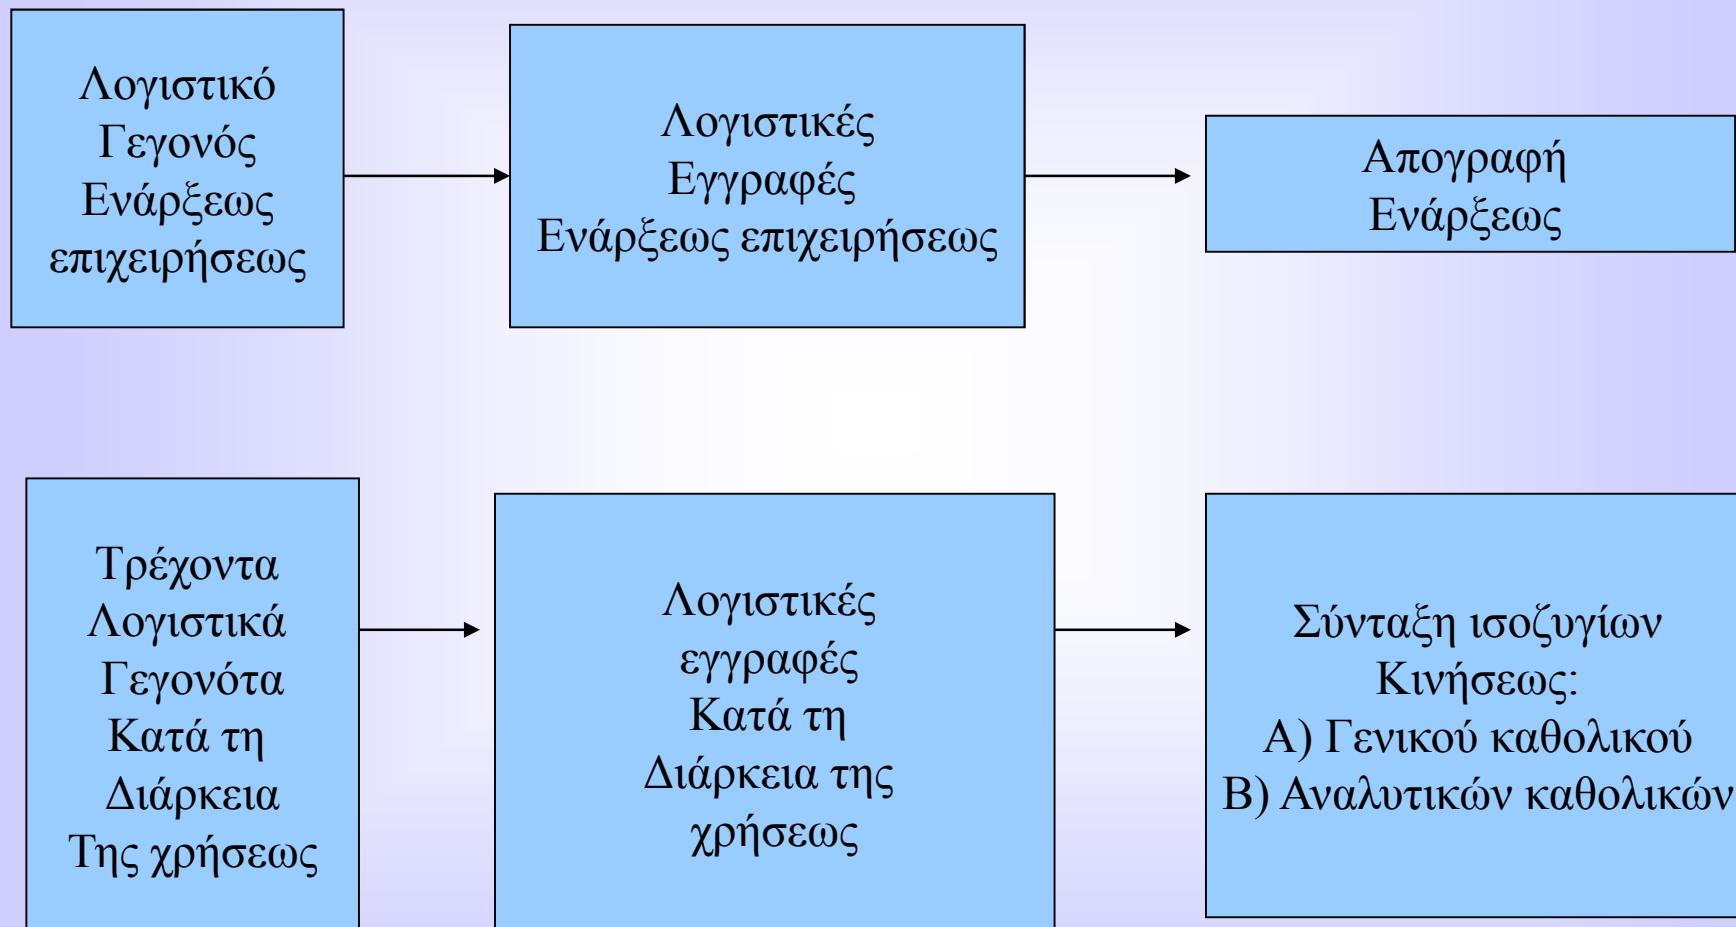 Λογιστικό
Γεγονός
Ενάρξεως
επιχειρήσεως
Λογιστικές
Εγγραφές
Ενάρξεως επιχειρήσεως
Απογραφή
Ενάρξεως
Τρέχοντα
Λογιστικά
Γεγονότα
Κατά τη
Διάρκεια
Της χρήσεως
Λογιστικές
εγγραφές
Κατά τη
Διάρκεια της
χρήσεως
Σύνταξη ισοζυγίων
Κινήσεως:
Α) Γενικού καθολικού
Β) Αναλυτικών καθολικών